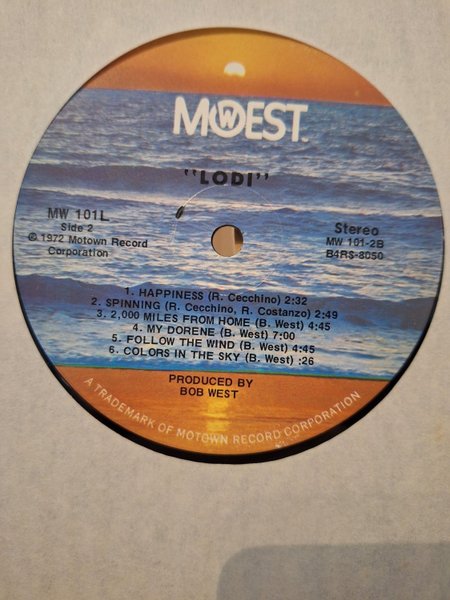 MOWEST™
"LODI"
MW 101L
Side 2
℗ 1972 Motown Record
Corporation
Stereo
MW 101-2B
B4RS-8050
1. HAPPINESS (R. Cecchino) 2:32
2. SPINNING (R. Cecchino, R. Costanzo) 2:49
3. 2,000 MILES FROM HOME (B. West) 4:45
4. MY DORENE (B. West) 7:00
5. FOLLOW THE WIND (B. West) 4:45
6. COLORS IN THE SKY (B. West) :26
PRODUCED BY
BOB WEST
A TRADEMARK OF MOTOWN RECORD CORPORATION